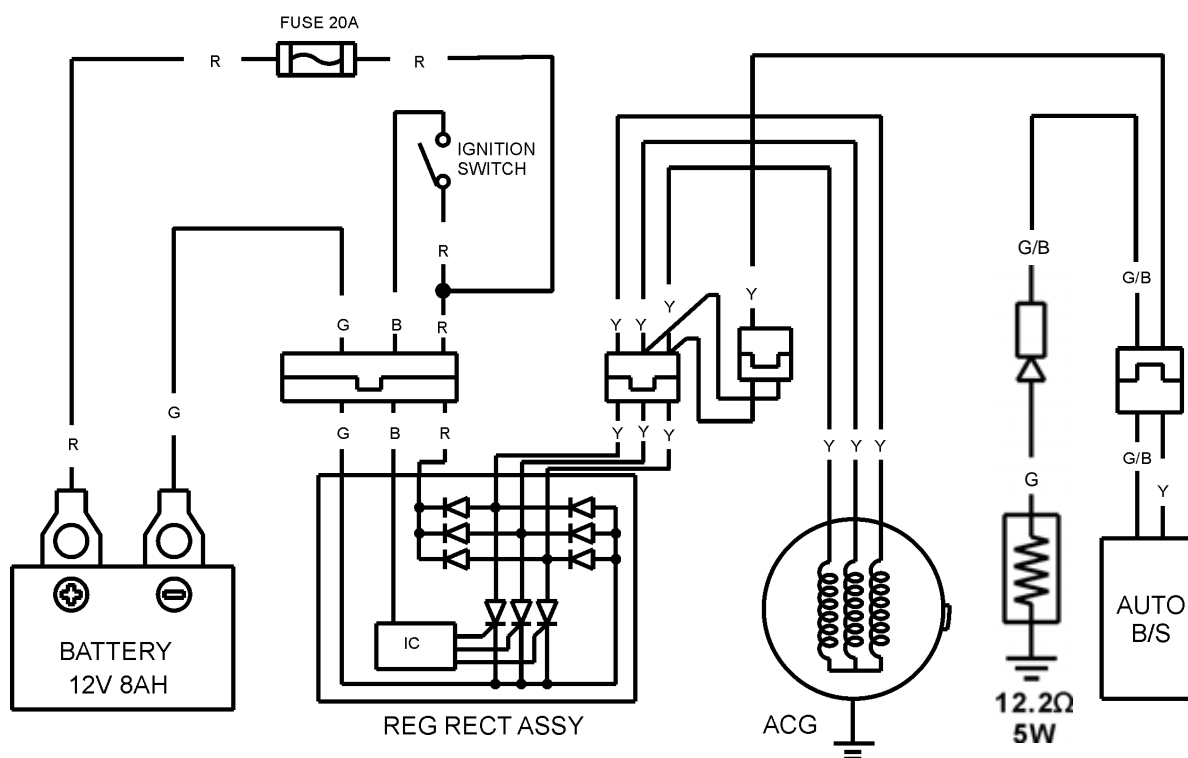 FUSE 20A
R
R
IGNITION
SWITCH
R
G/B
G/B
Y
Y
G
B
R
Y
Y
G
R
G
B
R
Y
Y
Y
Y
Y
Y
G/B
G
Y
BATTERY
12V 8AH
IC
AUTO
B/S
REG RECT ASSY
ACG
12.2Ω
5W